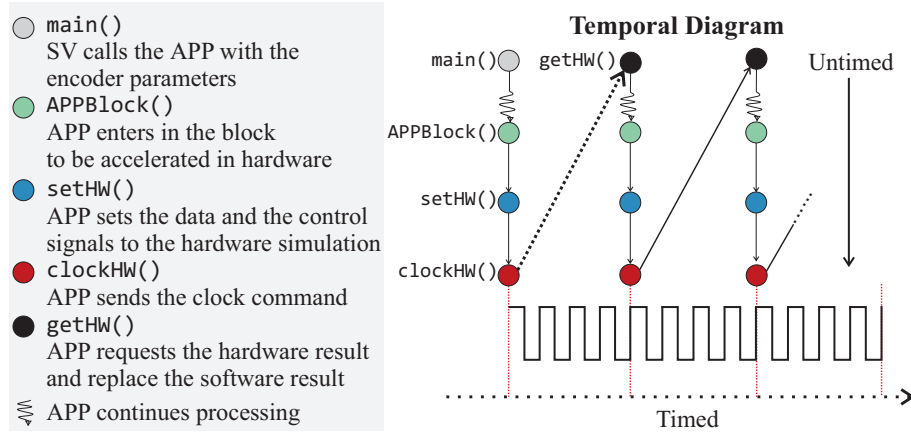 main()
SV calls the APP with the
encoder parameters
APPBlock()
APP enters in the block
to be accelerated in hardware
setHW()
APP sets the data and the control
signals to the hardware simulation
clockHW()
APP sends the clock command
getHW()
APP requests the hardware result
and replace the software result
APP continues processing
Temporal Diagram
main()
getHW()
Untimed
APPBlock()
setHW()
clockHW()
Timed